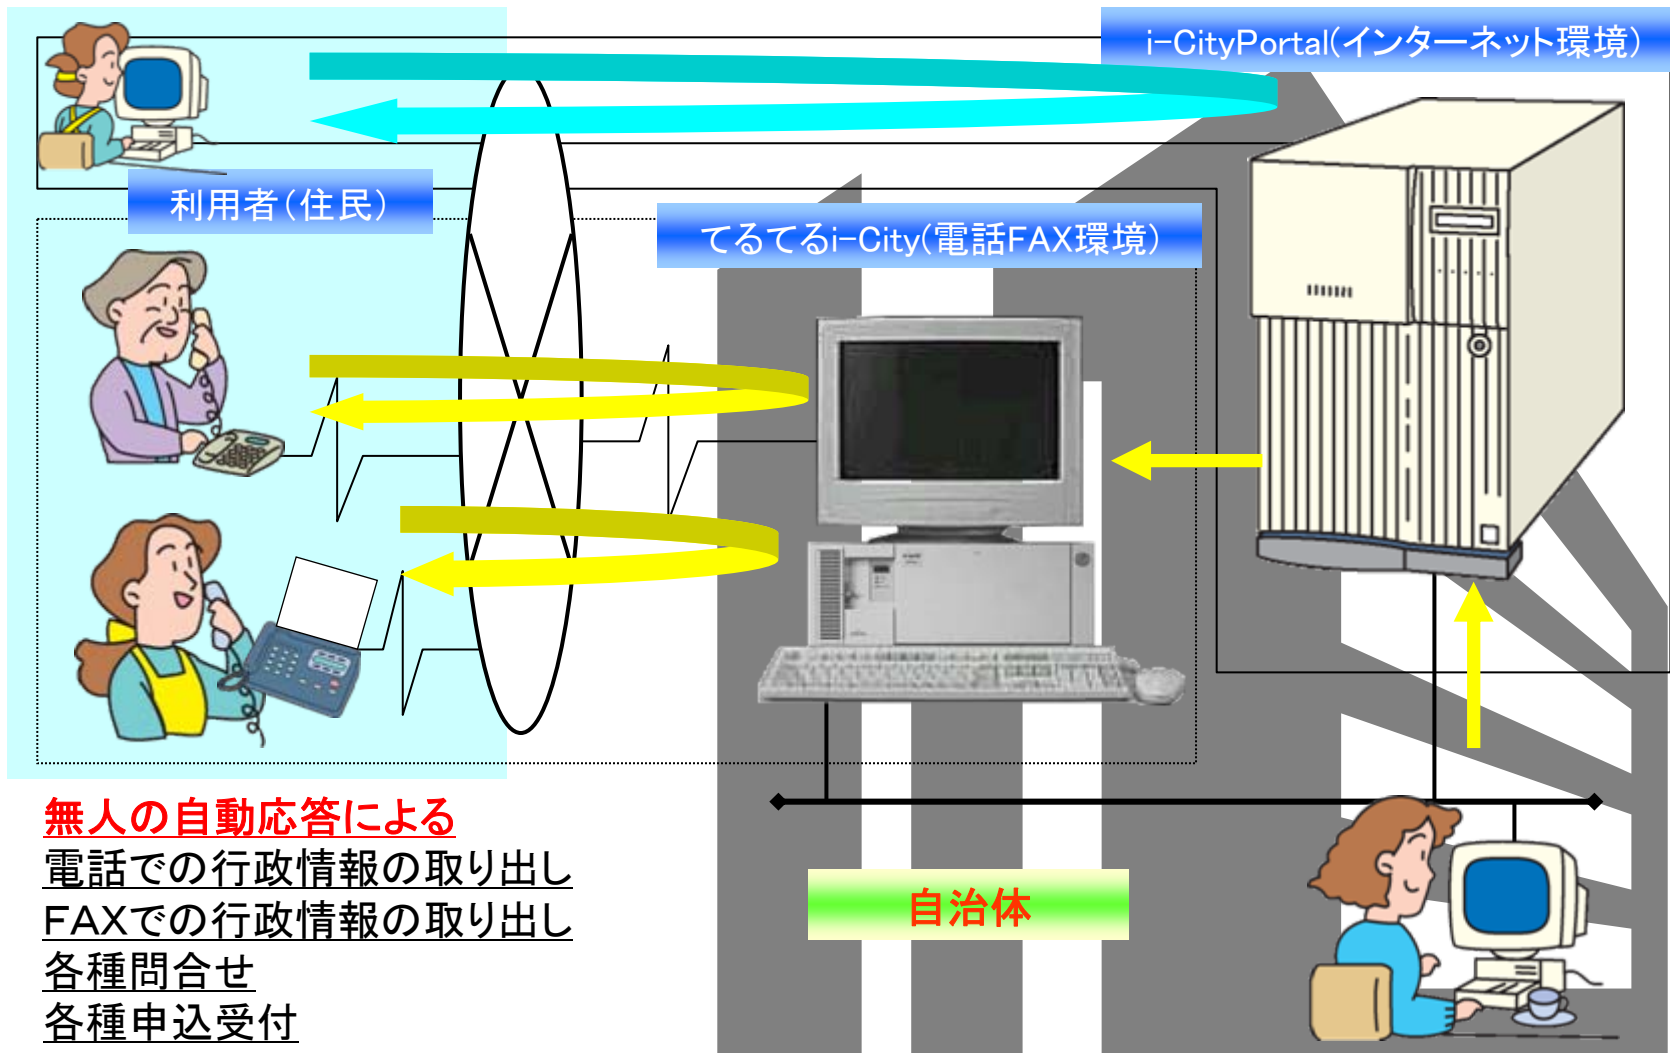 i-CityPortal(インターネット環境)
利用者(住民)
てるてるi-City(電話FAX環境)
無人の自動応答による
電話での行政情報の取り出し
FAXでの行政情報の取り出し
各種問合せ
各種申込受付
自治体